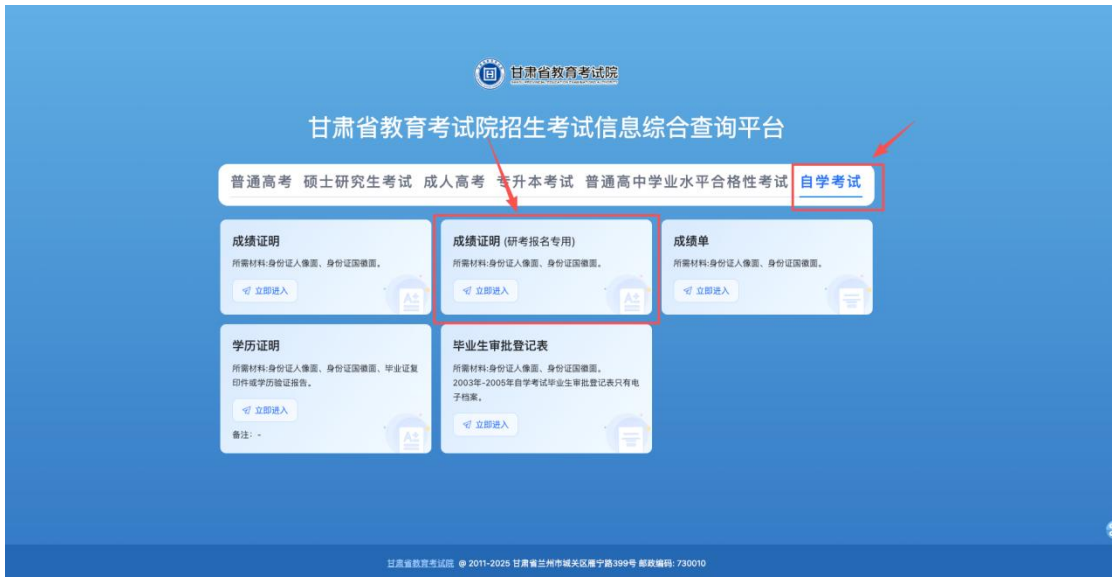 甘肃省教育考试院
甘肃省教育考试院招生考试信息综合查询平台
普通高考 硕士研究生考试 成人高考 专升本考试 普通高中学业水平合格性考试 自学考试
成绩证明
所需材料:身份证人像面、身份证国徽面。
立即进入
成绩证明 (研考报名专用)
所需材料:身份证人像面、身份证国徽面。
立即进入
成绩单
所需材料:身份证人像面、身份证国徽面。
立即进入
学历证明
所需材料:身份证人像面、身份证国徽面、毕业证复
印件或学历验证报告。
立即进入
备注: -
毕业生审批登记表
所需材料:身份证人像面、身份证国徽面。
2003年-2005年自学考试毕业生审批登记表只有电
子档案。
立即进入
甘肃省教育考试院 @ 2011-2025 甘肃省兰州市城关区雁宁路399号 邮政编码: 730010